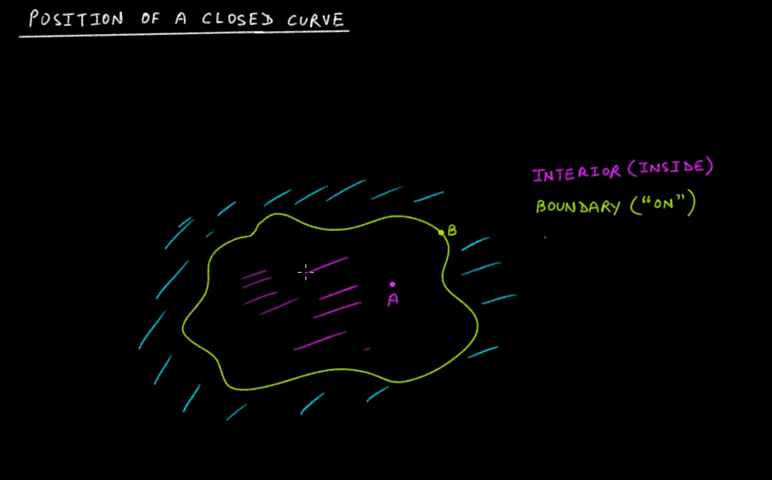 POSITION OF A CLOSED CURVE
INTERIOR (INSIDE)
BOUNDARY ("ON")
B
A